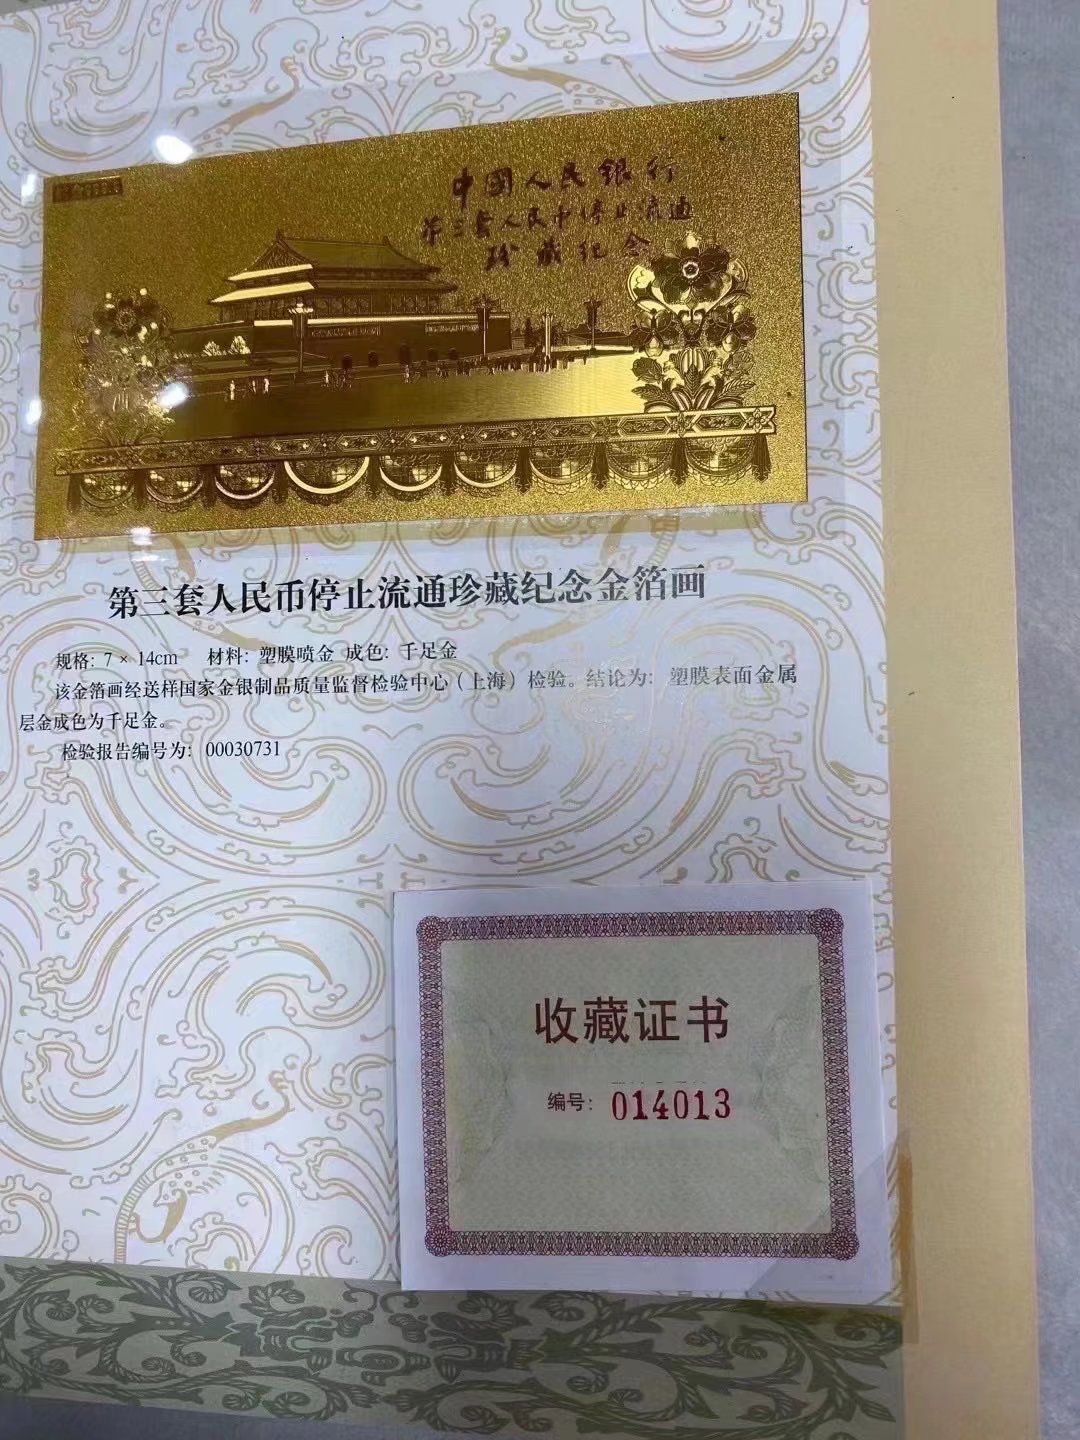 中國人民銀行
第三套人民币停止流通
珍藏纪念
第三套人民币停止流通珍藏纪念金箔画
规格: 7 × 14cm 材料: 塑膜喷金 成色: 千足金
该金箔画经送样国家金银制品质量监督检验中心（上海）检验。结论为: 塑膜表面金属
层金成色为千足金。
检验报告编号为: 00030731
收藏证书
编号: 014013